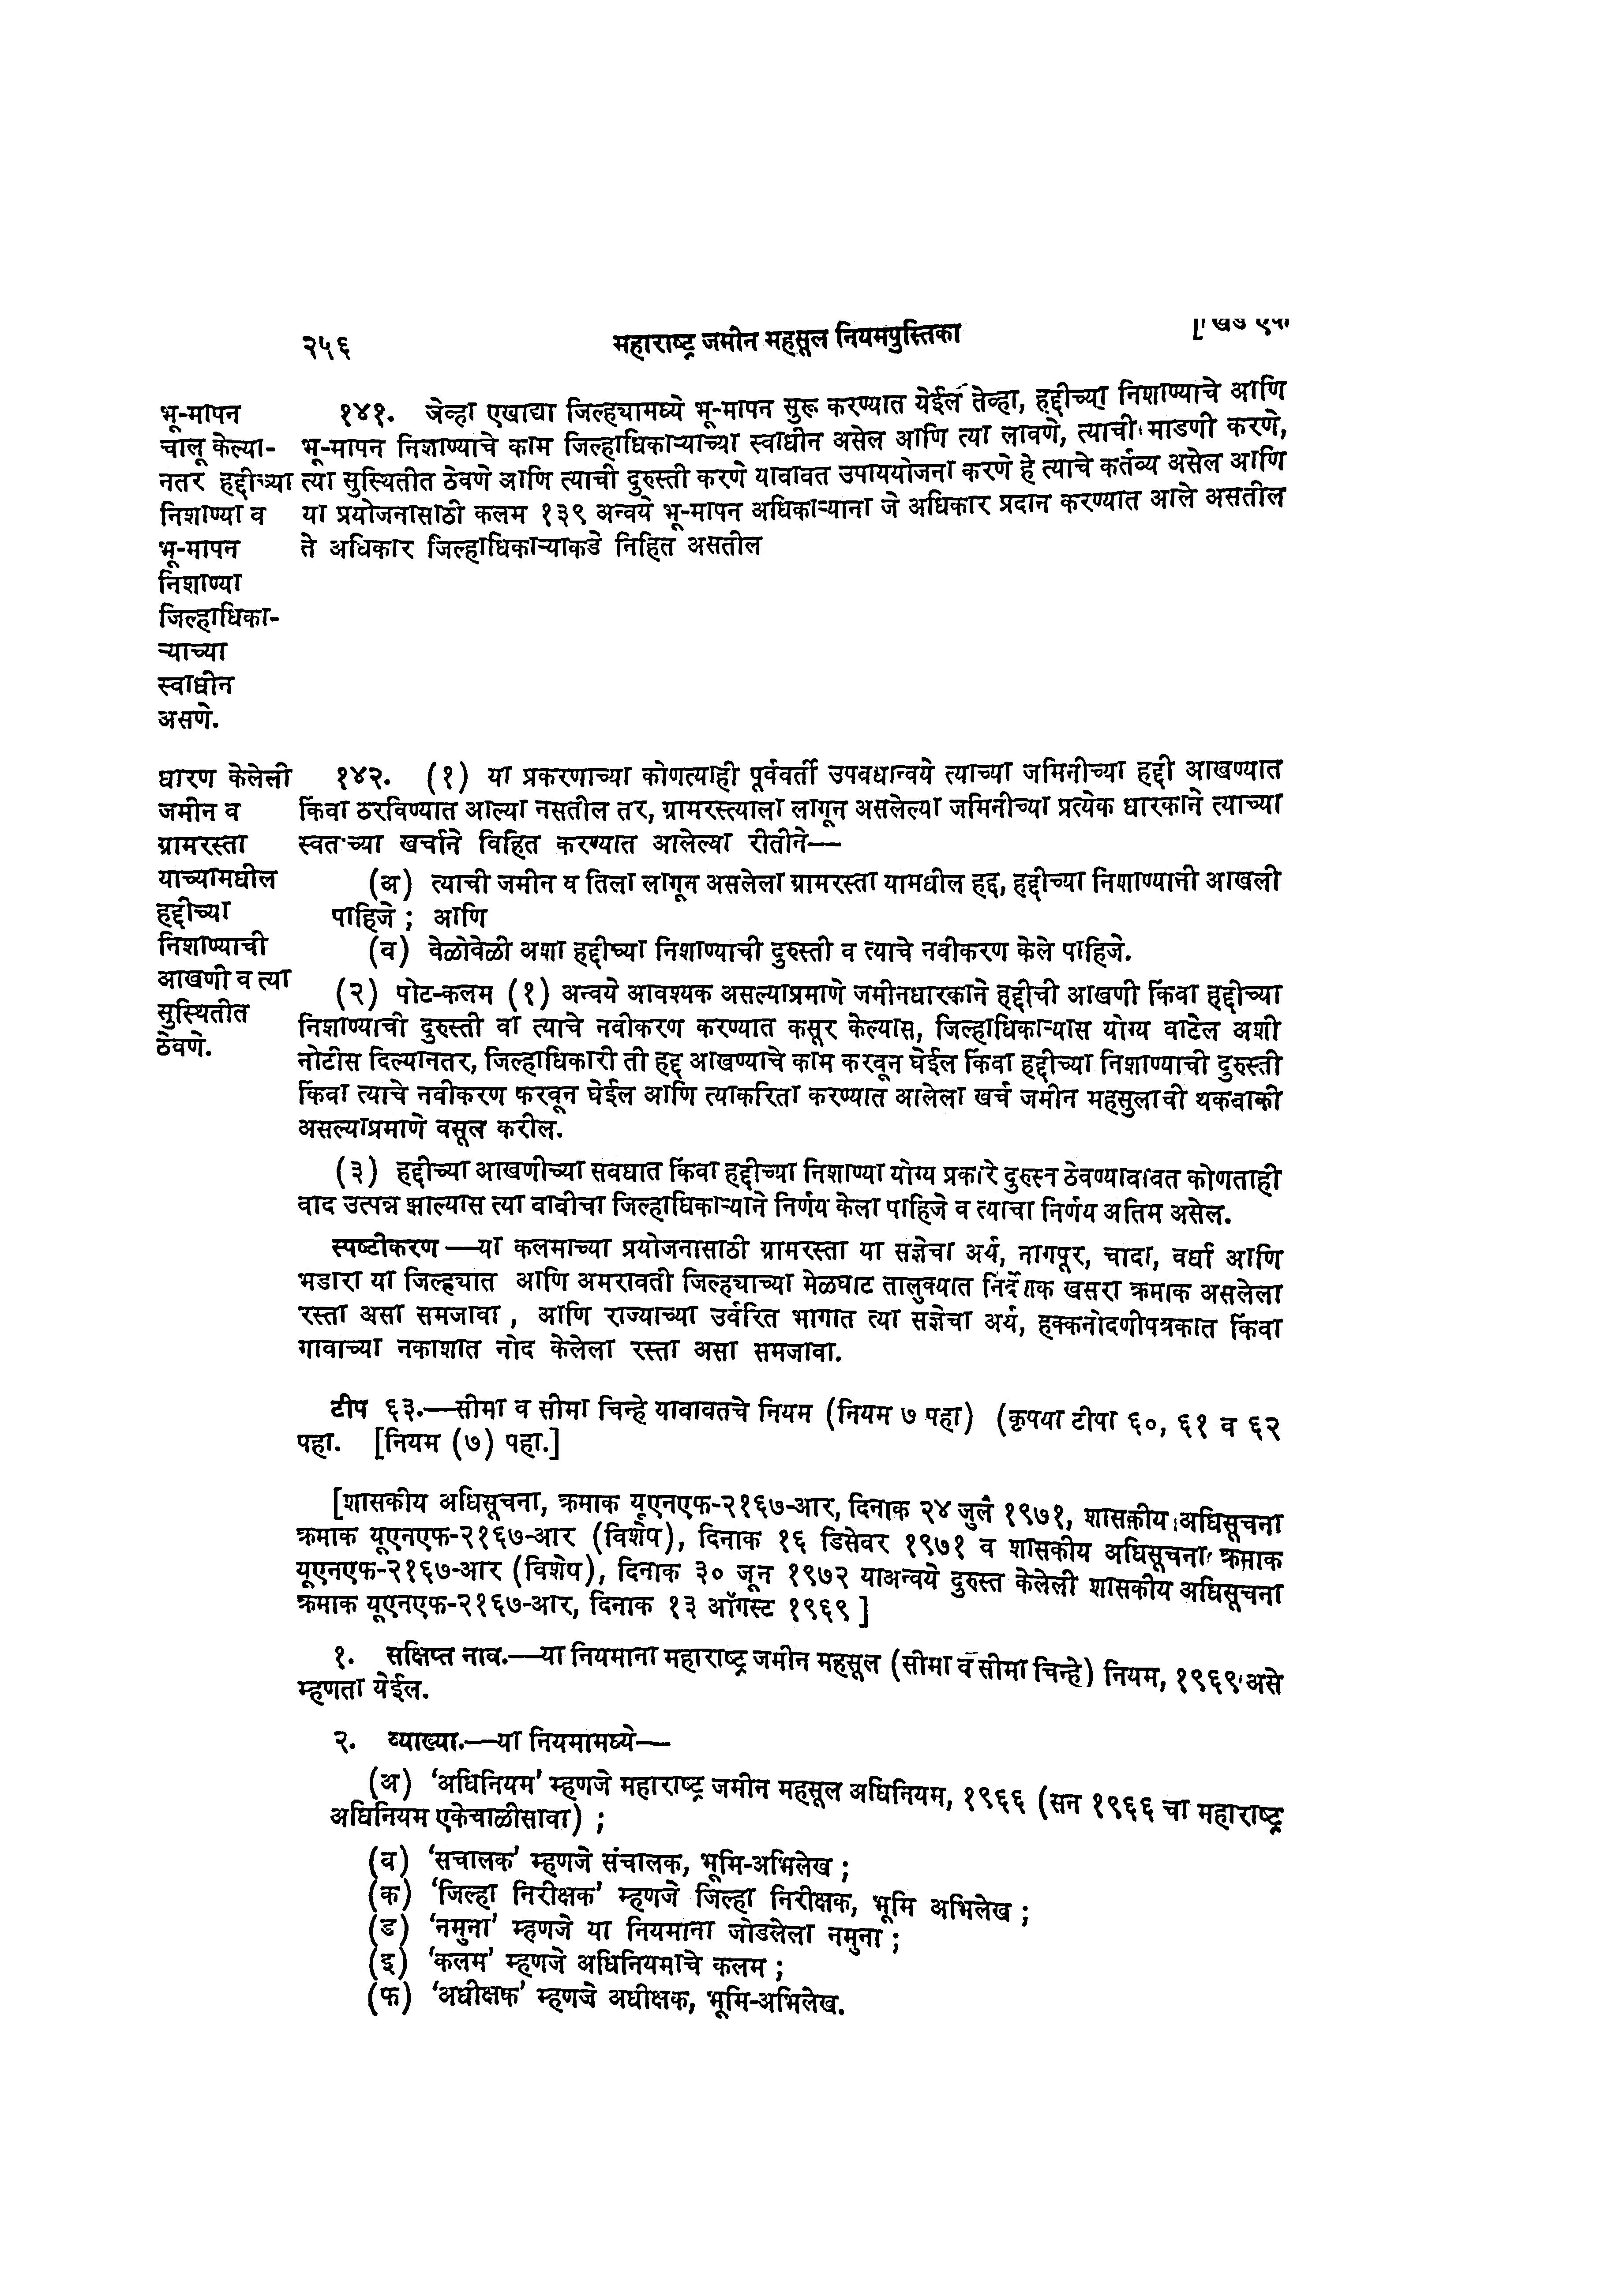 २५६
महाराष्ट्र जमीन महसूल नियमपुस्तिका
[खंड एक
भू-मापन
चालू केल्या-
नतर हद्दीच्या
निशाण्या व
भू-मापन
निशाण्या
जिल्हाधिका-
ऱ्याच्या
स्वाधीन
असणे.
१४१. जेव्हा एखाद्या जिल्ह्यामध्ये भू-मापन सुरू करण्यात येईल तेव्हा, हद्दीच्या निशाण्याचे आणि
भू-मापन निशाण्याचे काम जिल्हाधिकाऱ्याच्या स्वाधीन असेल आणि त्या लावणे, त्याची माडणी करणे,
त्या सुस्थितीत ठेवणे आणि त्याची दुरुस्ती करणे यावावत उपाययोजना करणे हे त्याचे कर्तव्य असेल आणि
या प्रयोजनासाठी कलम १३९ अन्वये भू-मापन अधिकाऱ्याना जे अधिकार प्रदान करण्यात आले असतील
ते अधिकार जिल्हाधिकाऱ्याकडे निहित असतील
धारण केलेली
जमीन व
ग्रामरस्ता
याच्यामधील
हद्दीच्या
निशाण्याची
आखणी व त्या
सुस्थितीत
ठेवणे.
१४२. (१) या प्रकरणाच्या कोणत्याही पूर्ववर्ती उपवधान्वये त्याच्या जमिनीच्या हद्दी आखण्यात
किंवा ठरविण्यात आल्या नसतील तर, ग्रामरस्त्याला लागून असलेल्या जमिनीच्या प्रत्येक धारकाने त्याच्या
स्वत·च्या खर्चाने विहित करण्यात आलेल्या रीतीने—
(अ) त्याची जमीन व तिला लागून असलेला ग्रामरस्ता यामधील हद्द, हद्दीच्या निशाण्यानी आखली
पाहिजे ; आणि
(व) वेळोवेळी अशा हद्दीच्या निशाण्याची दुरुस्ती व त्याचे नवीकरण केले पाहिजे.
(२) पोट-कलम (१) अन्वये आवश्यक असल्याप्रमाणे जमीनधारकाने हद्दीची आखणी किंवा हद्दीच्या
निशाण्याची दुरुस्ती वा त्याचे नवीकरण करण्यात कसूर केल्यास, जिल्हाधिकाऱ्यास योग्य वाटेल अशी
नोटीस दिल्यानतर, जिल्हाधिकारी ती हद्द आखण्याचे काम करवून घेईल किंवा हद्दीच्या निशाण्याची दुरुस्ती
किंवा त्याचे नवीकरण करवून घेईल आणि त्याकरिता करण्यात आलेला खर्च जमीन महसुलाची थकवाकी
असल्याप्रमाणे वसूल करील.
(३) हद्दीच्या आखणीच्या सवधात किंवा हद्दीच्या निशाण्या योग्य प्रकारे दुरुस्त ठेवण्यावावत कोणताही
वाद उत्पन्न झाल्यास त्या वावीचा जिल्हाधिकाऱ्याने निर्णय केला पाहिजे व त्याचा निर्णय अतिम असेल.
स्पष्टीकरण —या कलमाच्या प्रयोजनासाठी ग्रामरस्ता या सज्ञेचा अर्थ, नागपूर, चादा, वर्धा आणि
भडारा या जिल्ह्यात आणि अमरावती जिल्ह्याच्या मेळघाट तालुक्यात निर्देशक खसरा क्रमाक असलेला
रस्ता असा समजावा , आणि राज्याच्या उर्वरित भागात त्या सज्ञेचा अर्थ, हक्कनोदणीपत्रकात किंवा
गावाच्या नकाशात नोद केलेला रस्ता असा समजावा.
टीप ६३.—सीमा व सीमा चिन्हे यावावतचे नियम (नियम ७ पहा) (कृपया टीपा ६०, ६१ व ६२
पहा. [नियम (७) पहा.]
[शासकीय अधिसूचना, क्रमाक यूएनएफ-२१६७-आर, दिनाक २४ जुलै १९७१, शासकीय अधिसूचना
क्रमाक यूएनएफ-२१६७-आर (विशेप), दिनाक १६ डिसेवर १९७१ व शासकीय अधिसूचना क्रमाक
यूएनएफ-२१६७-आर (विशेप), दिनाक ३० जून १९७२ याअन्वये दुरुस्त केलेली शासकीय अधिसूचना
क्रमाक यूएनएफ-२१६७-आर, दिनाक १३ ऑगस्ट १९६९ ]
१. सक्षिप्त नाव.—या नियमाना महाराष्ट्र जमीन महसूल (सीमा व सीमा चिन्हे) नियम, १९६९ असे
म्हणता येईल.
२. व्याख्या.—या नियमामध्ये—
(अ) ‘अधिनियम’ म्हणजे महाराष्ट्र जमीन महसूल अधिनियम, १९६६ (सन १९६६ चा महाराष्ट्र
अधिनियम एकेचाळीसावा) ;
(व) ‘सचालक’ म्हणजे संचालक, भूमि-अभिलेख ;
(क) ‘जिल्हा निरीक्षक’ म्हणजे जिल्हा निरीक्षक, भूमि अभिलेख ;
(ड) ‘नमुना’ म्हणजे या नियमाना जोडलेला नमुना ;
(इ) ‘कलम’ म्हणजे अधिनियमाचे कलम ;
(फ) ‘अधीक्षक’ म्हणजे अधीक्षक, भूमि-अभिलेख.